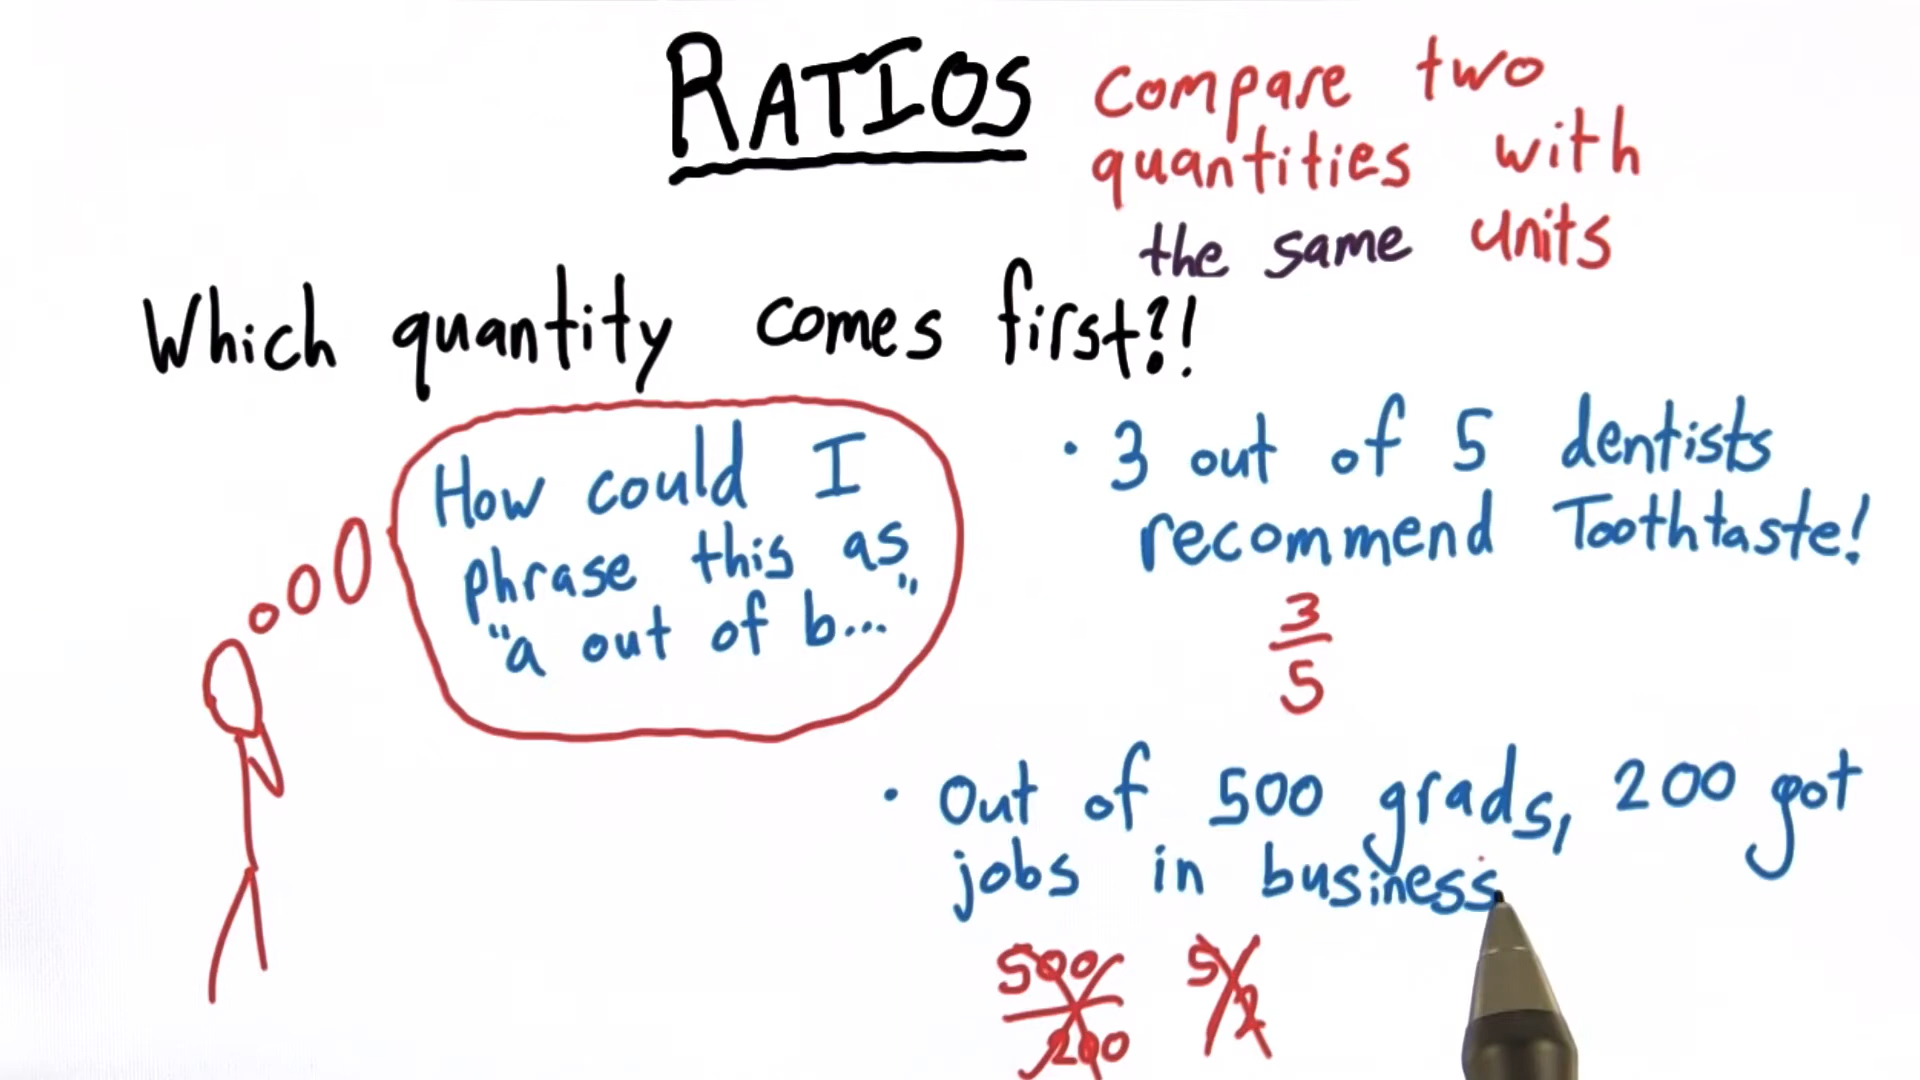 RATIOS
Compare two
quantities with
the same units
Which quantity comes first?!
How could I
phrase this as
"a out of b..."
• 3 out of 5 dentists
recommend Toothtaste!
3
5
• Out of 500 grads, 200 got
jobs in business
500
200
5/2